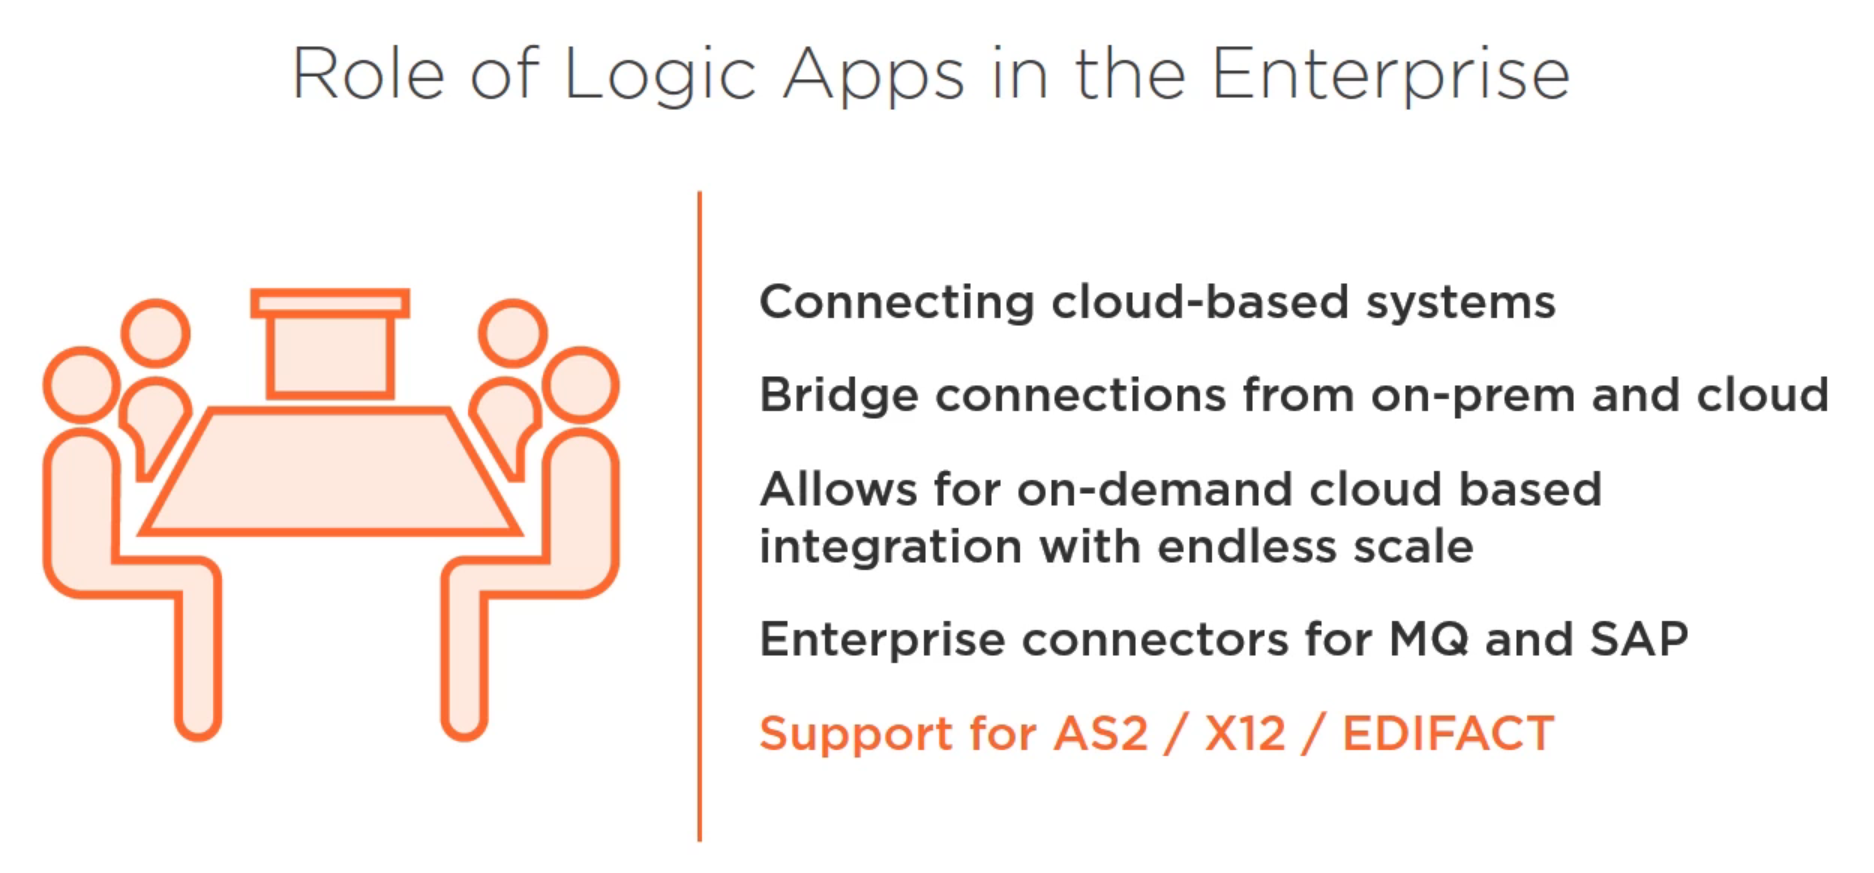 Role of Logic Apps in the Enterprise
Connecting cloud-based systems
Bridge connections from on-prem and cloud
Allows for on-demand cloud based
integration with endless scale
Enterprise connectors for MQ and SAP
Support for AS2 / X12 / EDIFACT